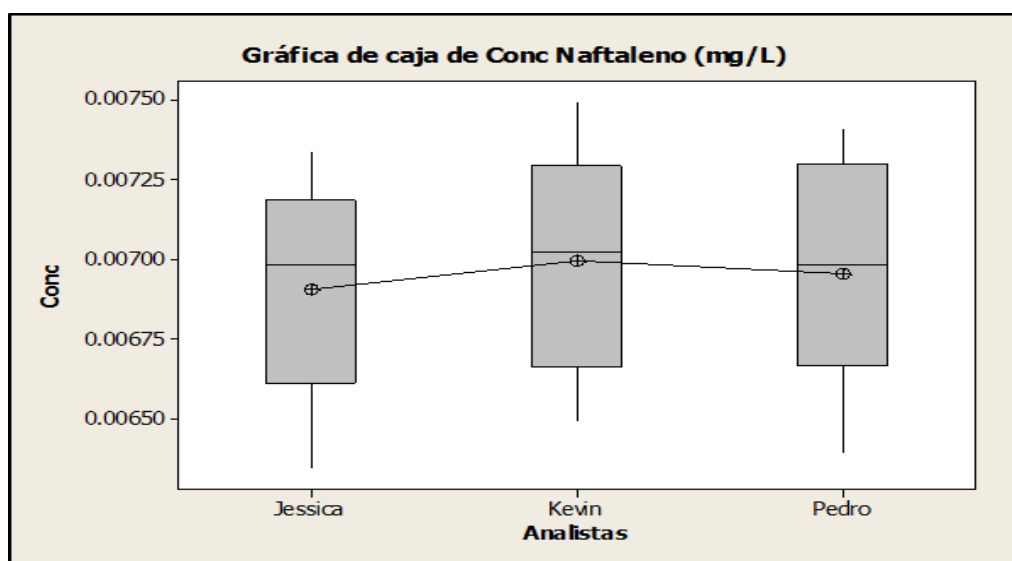 Gráfica de caja de Conc Naftaleno (mg/L)
0.00750
0.00725
0.00700
0.00675
0.00650
Conc
Jessica Kevin Pedro
Analistas